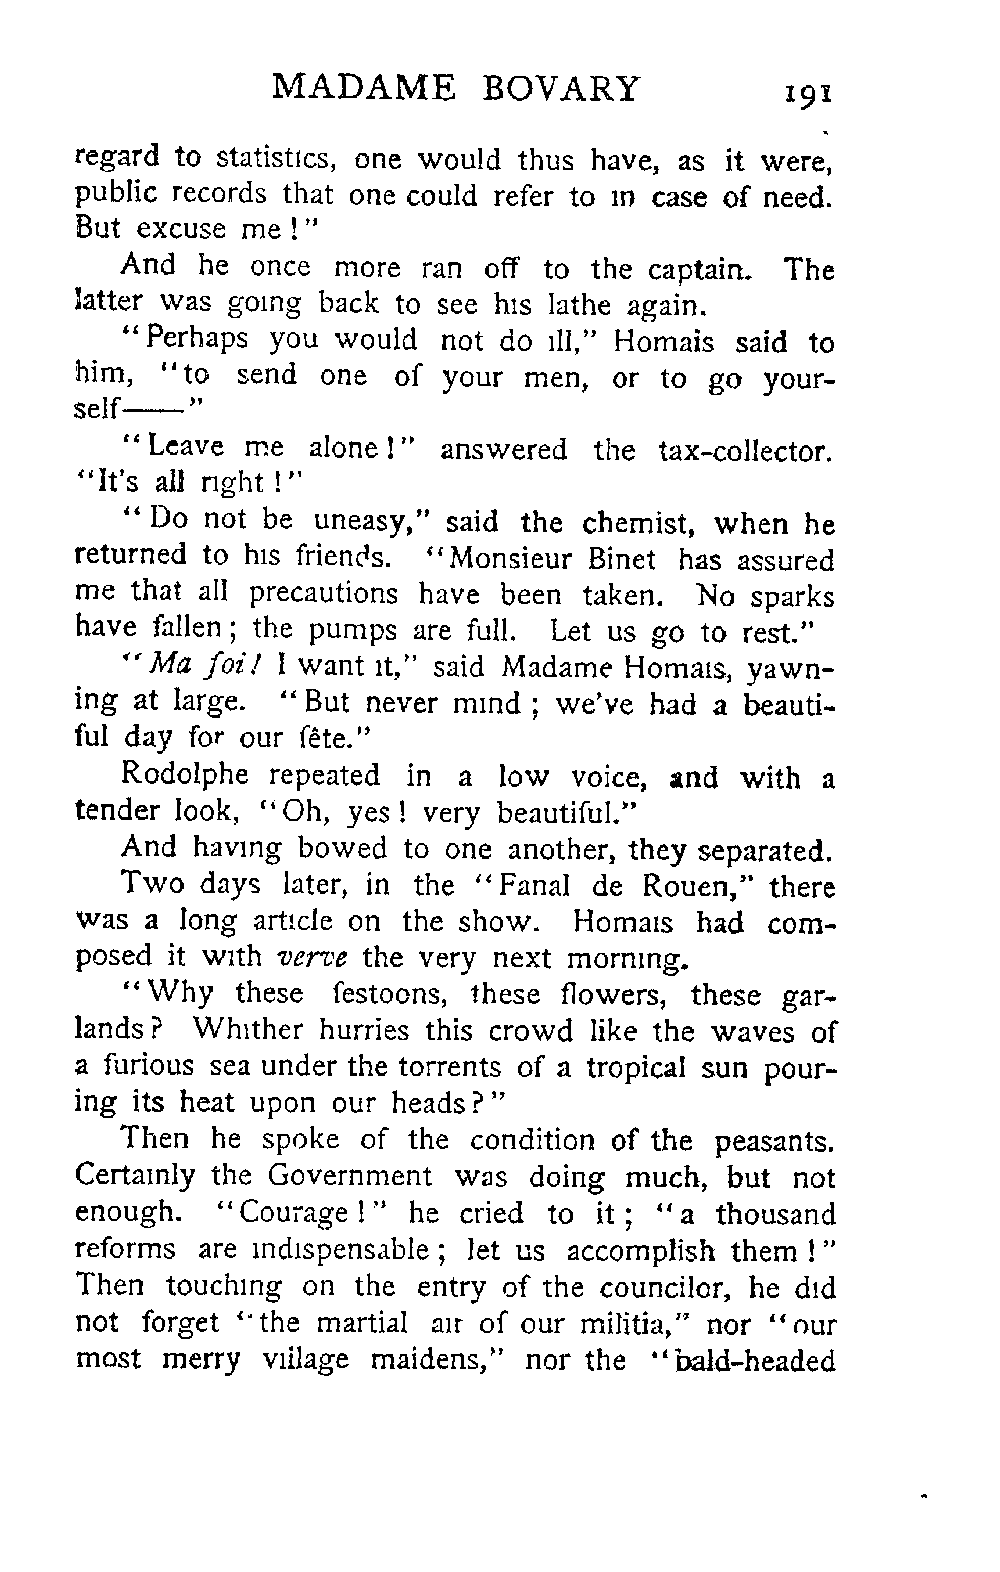 MADAME BOVARY 191
regard to statistics, one would thus have, as it were,
public records that one could refer to in case of need.
But excuse me!"
And he once more ran off to the captain. The
latter was going back to see his lathe again.
"Perhaps you would not do ill," Homais said to
him, "to send one of your men, or to go your-
self——"
"Leave me alone!" answered the tax-collector.
"It's all right!"
"Do not be uneasy," said the chemist, when he
returned to his friends. "Monsieur Binet has assured
me that all precautions have been taken. No sparks
have fallen; the pumps are full. Let us go to rest."
"Ma foi! I want it," said Madame Homais, yawn-
ing at large. "But never mind; we've had a beauti-
ful day for our fête."
Rodolphe repeated in a low voice, and with a
tender look, "Oh, yes! very beautiful."
And having bowed to one another, they separated.
Two days later, in the "Fanal de Rouen," there
was a long article on the show. Homais had com-
posed it with verve the very next morning.
"Why these festoons, these flowers, these gar-
lands? Whither hurries this crowd like the waves of
a furious sea under the torrents of a tropical sun pour-
ing its heat upon our heads?"
Then he spoke of the condition of the peasants.
Certainly the Government was doing much, but not
enough. "Courage!" he cried to it; "a thousand
reforms are indispensable; let us accomplish them!"
Then touching on the entry of the councilor, he did
not forget "the martial air of our militia," nor "our
most merry village maidens," nor the "bald-headed